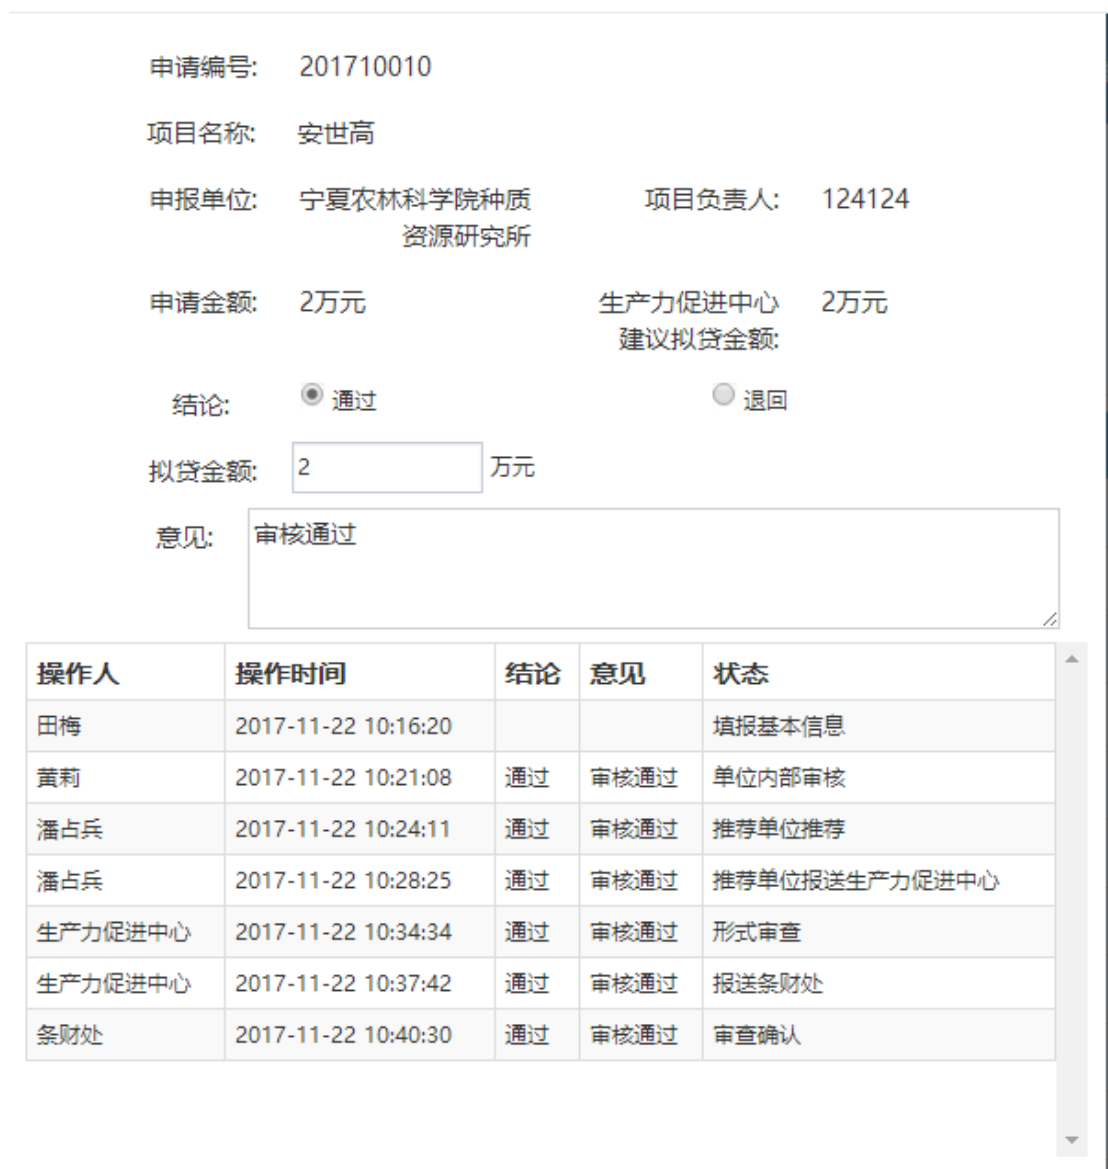 申请编号: 201710010
项目名称: 安世高
申报单位: 宁夏农林科学院种质 项目负责人: 124124
资源研究所
申请金额: 2万元 生产力促进中心 2万元
建议拟贷金额:
结论: 通过 退回
拟贷金额: 2 万元
意见: 审核通过
操作人 操作时间 结论 意见 状态
田梅 2017-11-22 10:16:20 填报基本信息
黄莉 2017-11-22 10:21:08 通过 审核通过 单位内部审核
潘占兵 2017-11-22 10:24:11 通过 审核通过 推荐单位推荐
潘占兵 2017-11-22 10:28:25 通过 审核通过 推荐单位报送生产力促进中心
生产力促进中心 2017-11-22 10:34:34 通过 审核通过 形式审查
生产力促进中心 2017-11-22 10:37:42 通过 审核通过 报送条财处
条财处 2017-11-22 10:40:30 通过 审核通过 审查确认